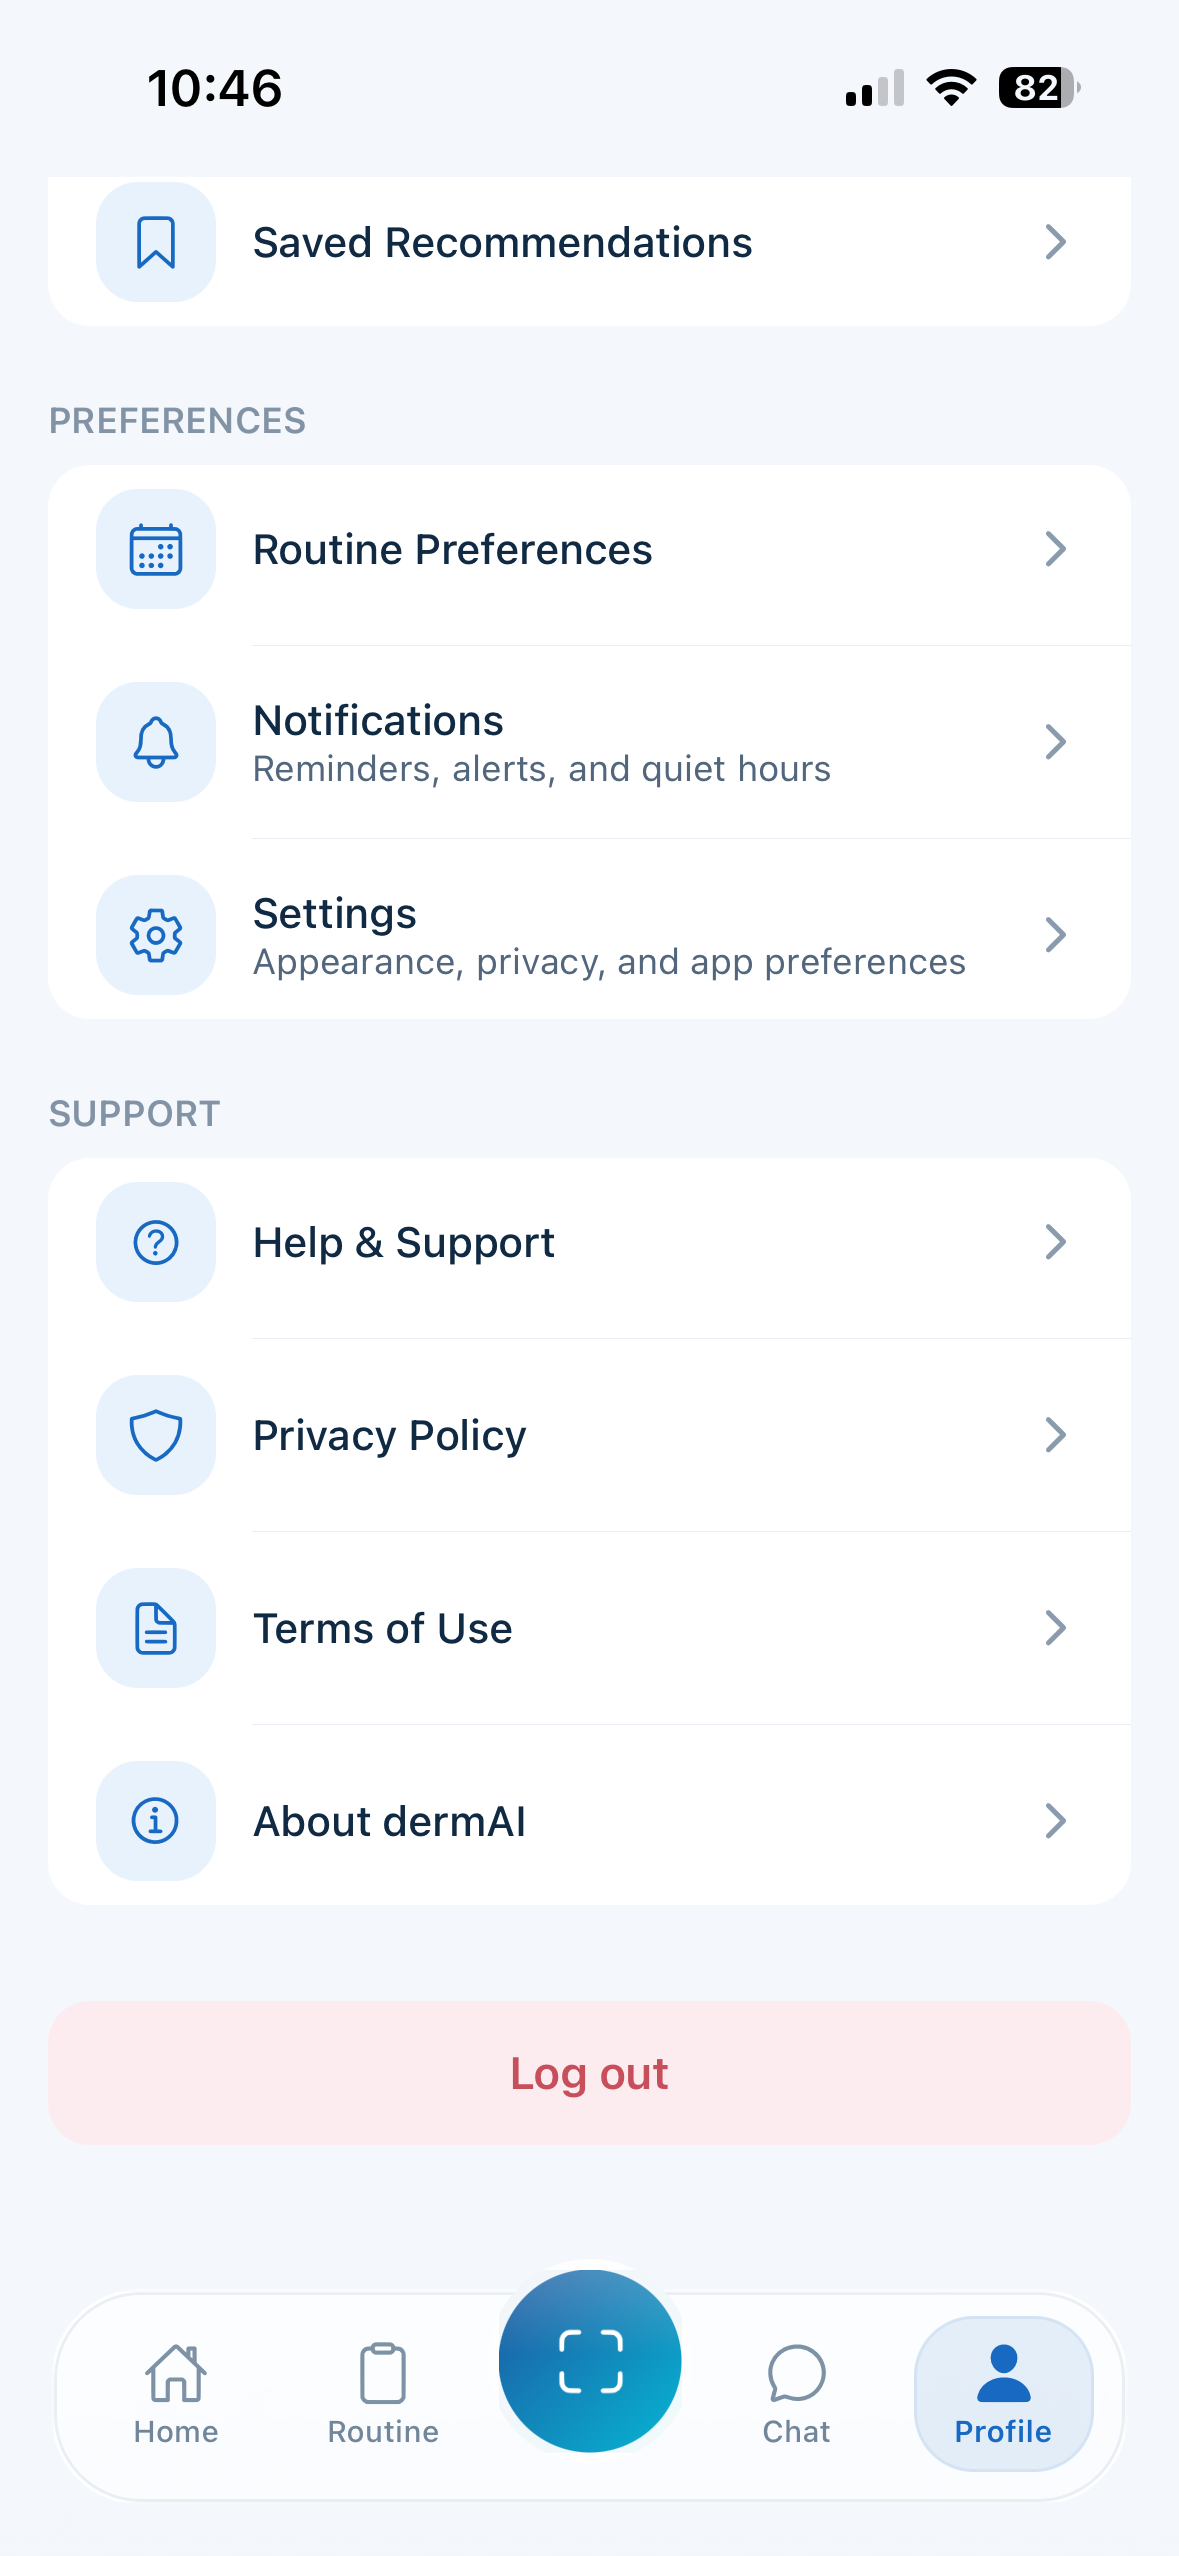 10:46
82
Saved Recommendations
PREFERENCES
Routine Preferences
Notifications
Reminders, alerts, and quiet hours
Settings
Appearance, privacy, and app preferences
SUPPORT
Help & Support
Privacy Policy
Terms of Use
About dermAI
Log out
Home
Routine
Chat
Profile